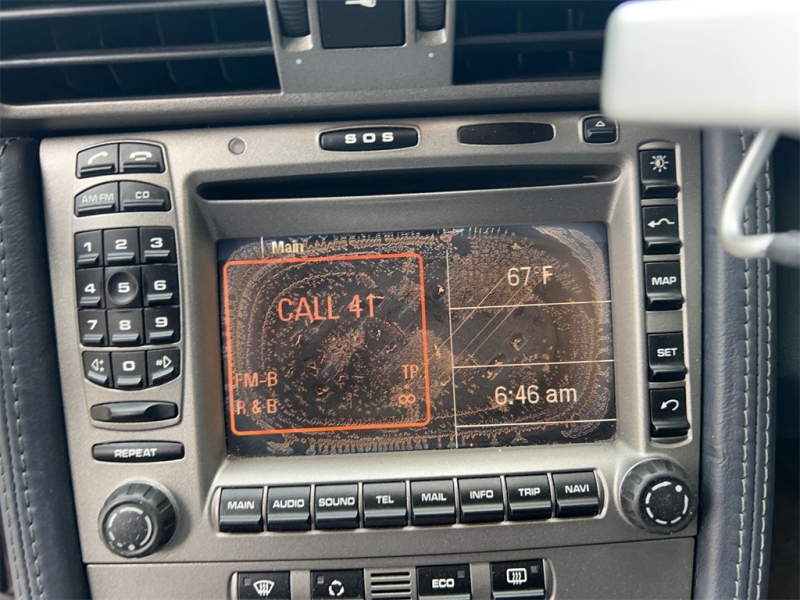 SOS
AM FM CD
1 2 3
4 5 6
7 8 9
0
REPEAT
Main
CALL 41
FM-B TP
R & B ∞
67°F
6:46 am
MAP
SET
MAIN AUDIO SOUND TEL MAIL INFO TRIP NAVI
ECO